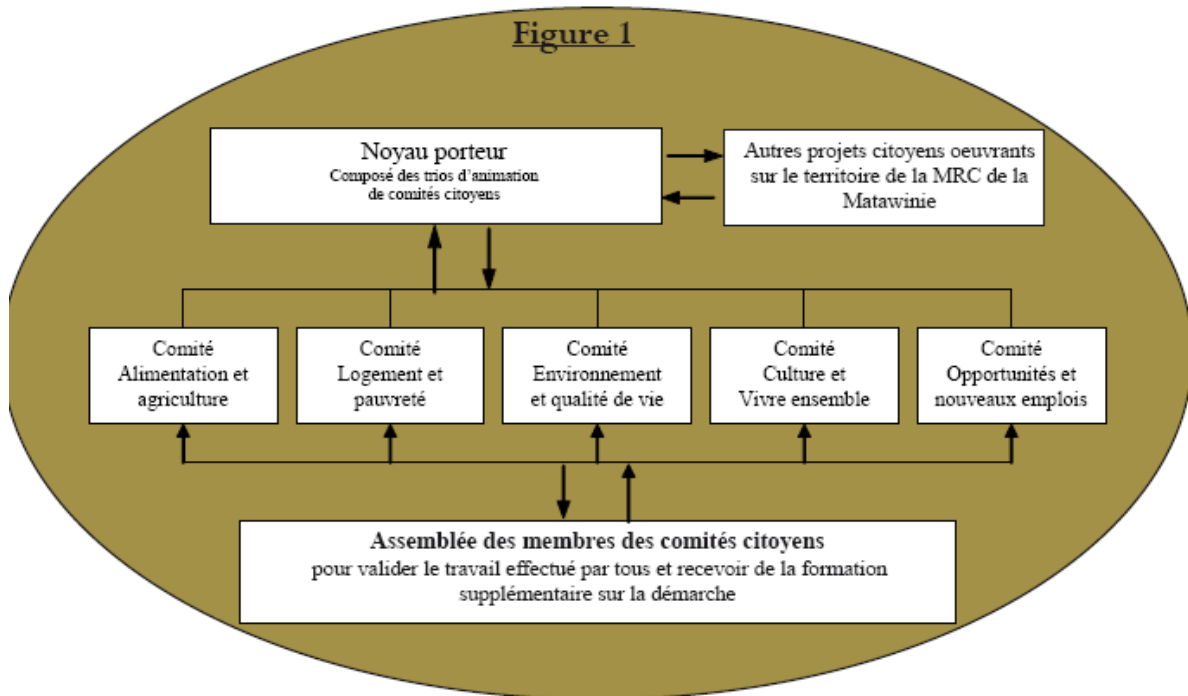 Figure 1
Noyau porteur
Composé des trios d'animation
de comités citoyens
Autres projets citoyens oeuvrants
sur le territoire de la MRC de la
Matawinie
Comité
Alimentation et
agriculture
Comité
Logement et
pauvreté
Comité
Environnement
et qualité de vie
Comité
Culture et
Vivre ensemble
Comité
Opportunités et
nouveaux emplois
Assemblée des membres des comités citoyens
pour valider le travail effectué par tous et recevoir de la formation
supplémentaire sur la démarche